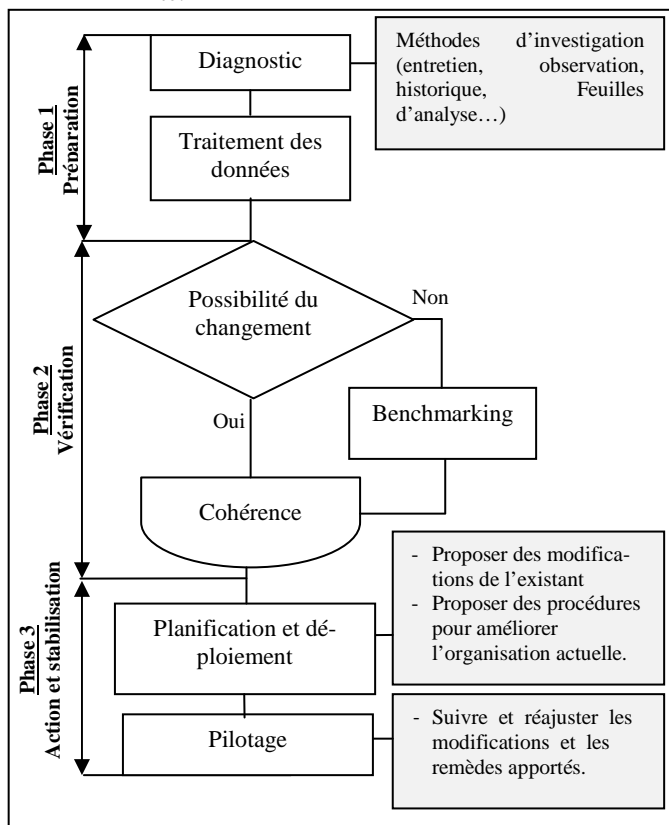 Diagnostic
Méthodes d’investigation
(entretien, observation,
historique, Feuilles
d’analyse…)
Traitement des
données
Phase 1
Préparation
Possibilité du
changement
Non
Oui
Benchmarking
Cohérence
Phase 2
Vérification
- Proposer des modifica-
tions de l’existant
- Proposer des procédures
pour améliorer
l’organisation actuelle.
Planification et dé-
ploiement
Pilotage
- Suivre et réajuster les
modifications et les
remèdes apportés.
Phase 3
Action et stabilisation